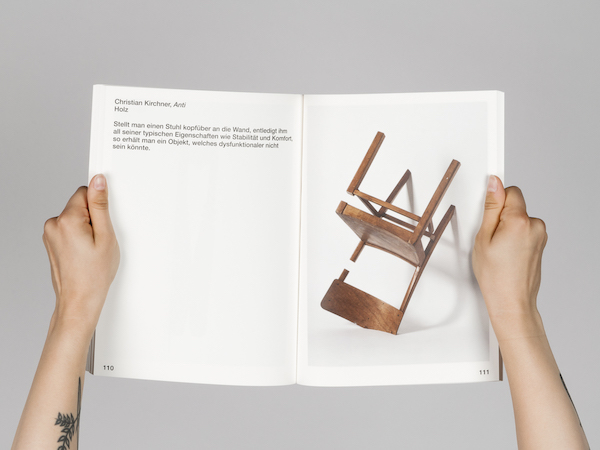 Christian Kirchner, Anti
Holz
Stellt man einen Stuhl kopfüber an die Wand, entledigt ihm
all seiner typischen Eigenschaften wie Stabilität und Komfort,
so erhält man ein Objekt, welches dysfunktionaler nicht
sein könnte.
110
111